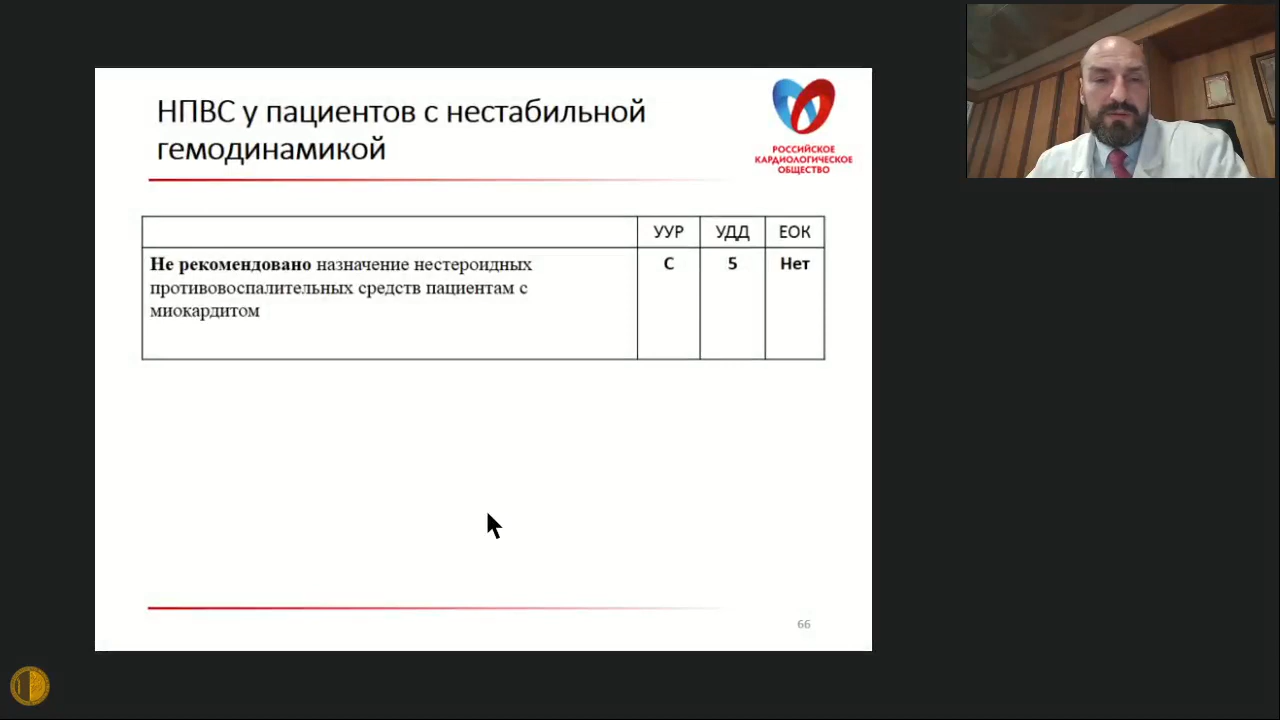 НПВС у пациентов с нестабильной
гемодинамикой
РОССИЙСКОЕ
КАРДИОЛОГИЧЕСКОЕ
ОБЩЕСТВО
УУР УДД ЕОК
Не рекомендовано назначение нестероидных
противовоспалительных средств пациентам с
миокардитом
С 5 Нет
66